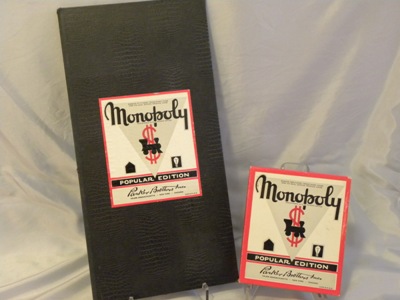 Monopoly
$
POPULAR EDITION
Parker Brothers Inc
Monopoly
$
POPULAR EDITION
Parker Brothers Inc